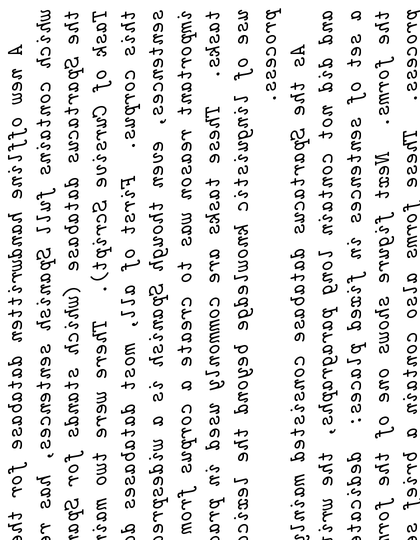 A new offline handwritten database for the
which contains full Spanish sentences, has re
the Spartacus database (which stands for Span
Task of Cursive Script). There were two main
this corpus. First of all, most databases d
sentences, even though Spanish is a widespre
important reason was to create a corpus from
tasks. These tasks are commonly used in prac
use of linguistic knowledge beyond the lexico
process.
As the Spartacus database consisted mainly
and did not contain long paragraphs, the wri
a set of sentences in fixed places: dedicate
the forms. Next figure shows one of the for
process. These forms also contain a brief se